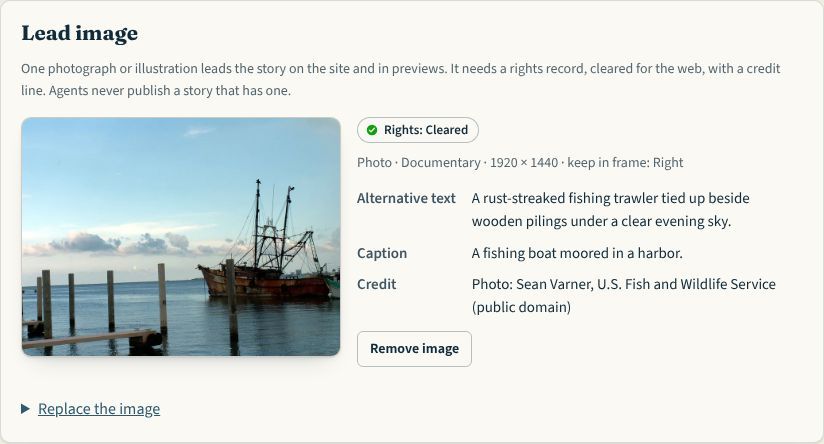 Lead image
One photograph or illustration leads the story on the site and in previews. It needs a rights record, cleared for the web, with a credit
line. Agents never publish a story that has one.
Rights: Cleared
Photo · Documentary · 1920 × 1440 · keep in frame: Right
Alternative text
A rust-streaked fishing trawler tied up beside
wooden pilings under a clear evening sky.
Caption
A fishing boat moored in a harbor.
Credit
Photo: Sean Varner, U.S. Fish and Wildlife Service
(public domain)
Remove image
Replace the image